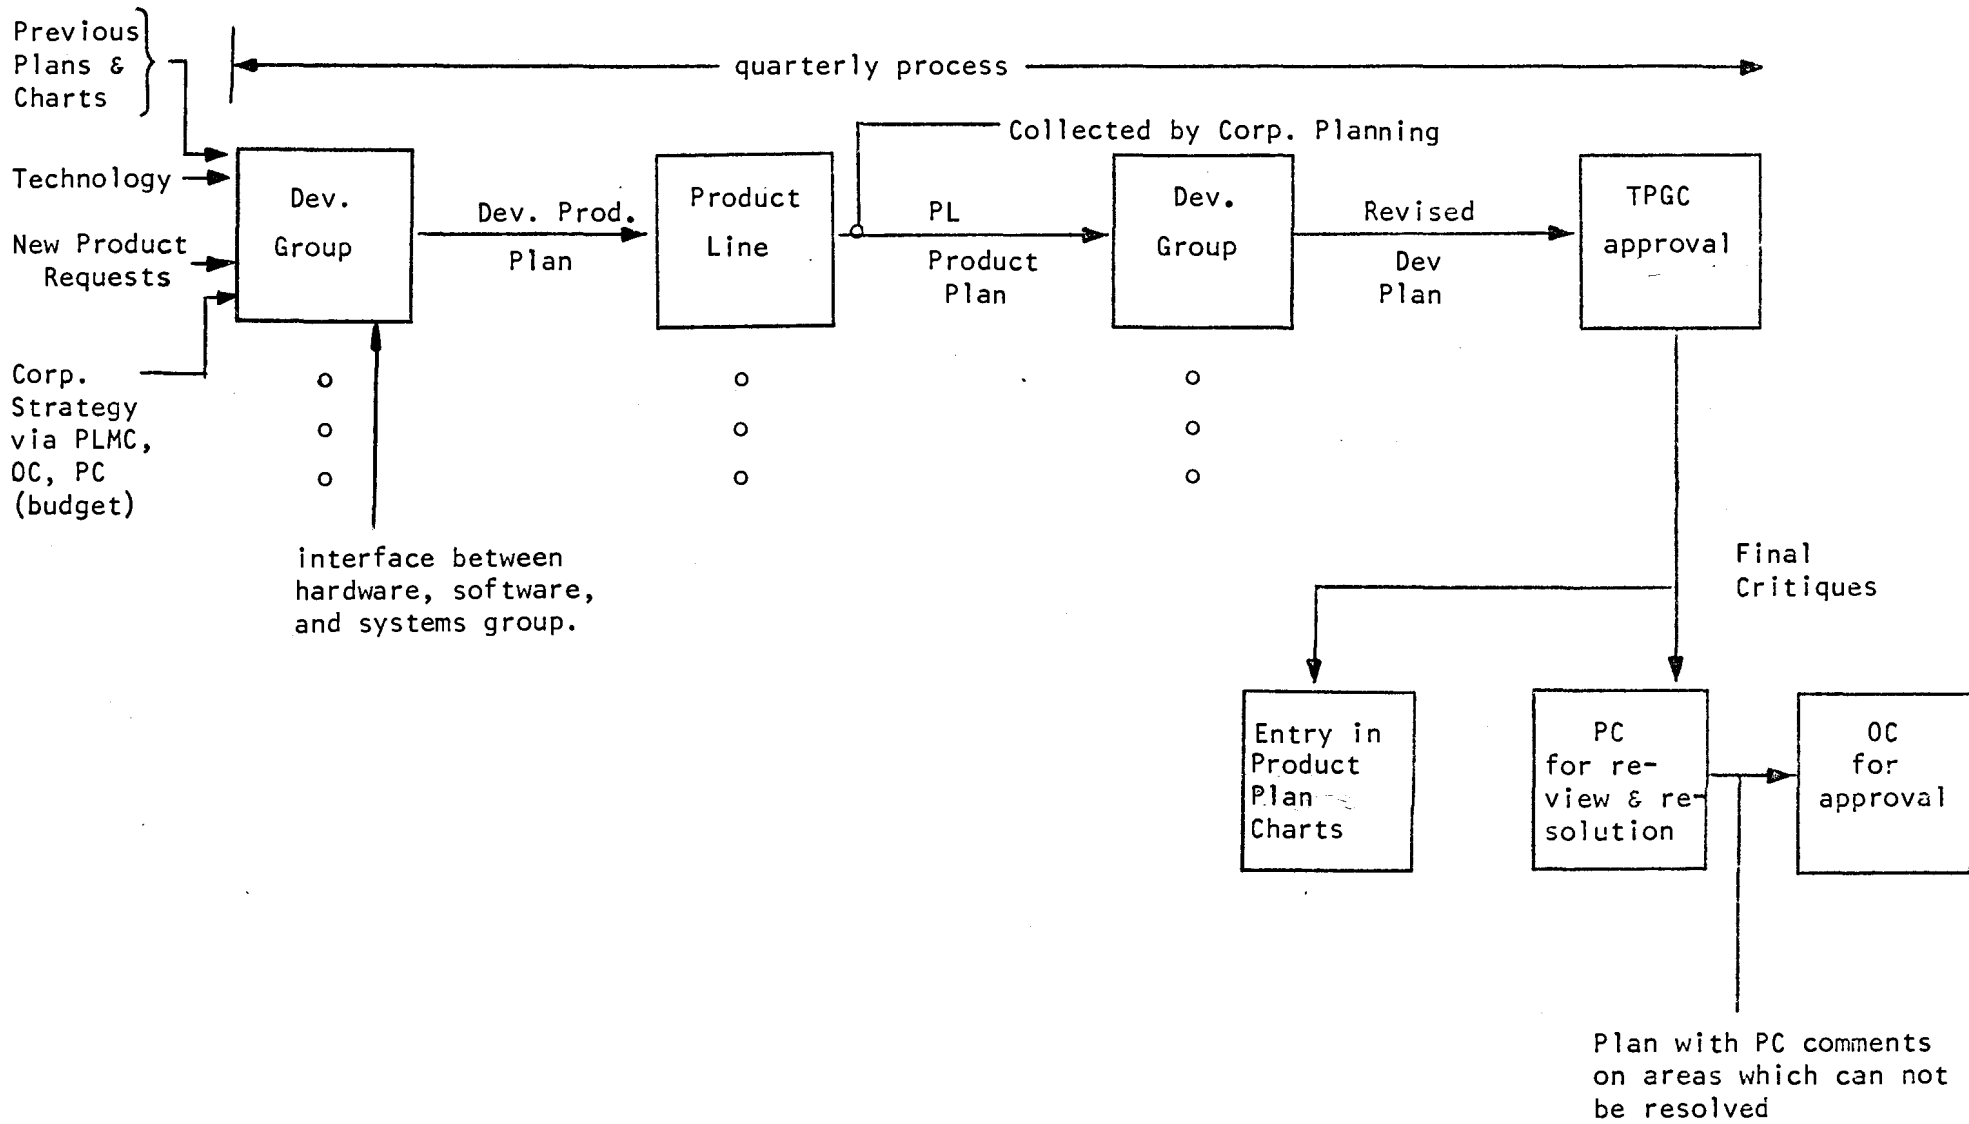 Previous
Plans &
Charts
quarterly process
Collected by Corp. Planning
Technology
New Product
Requests
Corp.
Strategy
via PLMC,
OC, PC
(budget)
Dev.
Group
Dev. Prod.
Plan
Product
Line
PL
Product
Plan
Dev.
Group
Revised
Dev
Plan
TPGC
approval
interface between
hardware, software,
and systems group.
Final
Critiques
Entry in
Product
Plan
Charts
PC
for re-
view & re-
solution
OC
for
approval
Plan with PC comments
on areas which can not
be resolved